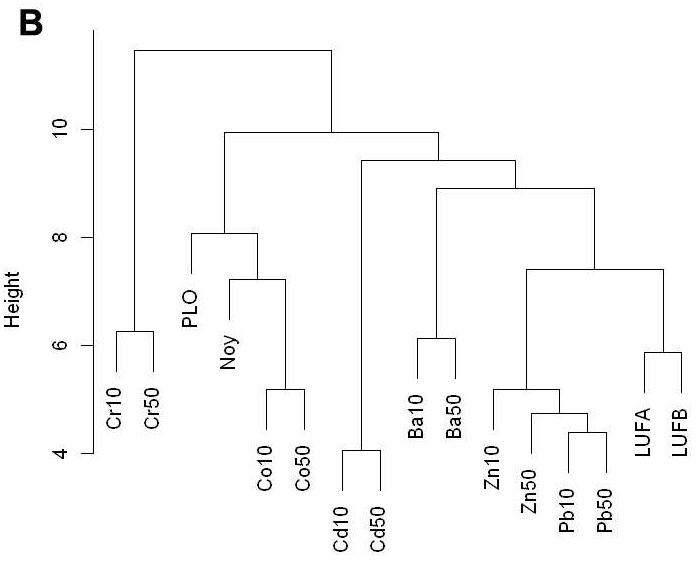 B
Height
10
8
6
4
Cr10
Cr50
PLO
Noy
Co10
Co50
Cd10
Cd50
Ba10
Ba50
Zn10
Zn50
Pb10
Pb50
LUFA
LUFB